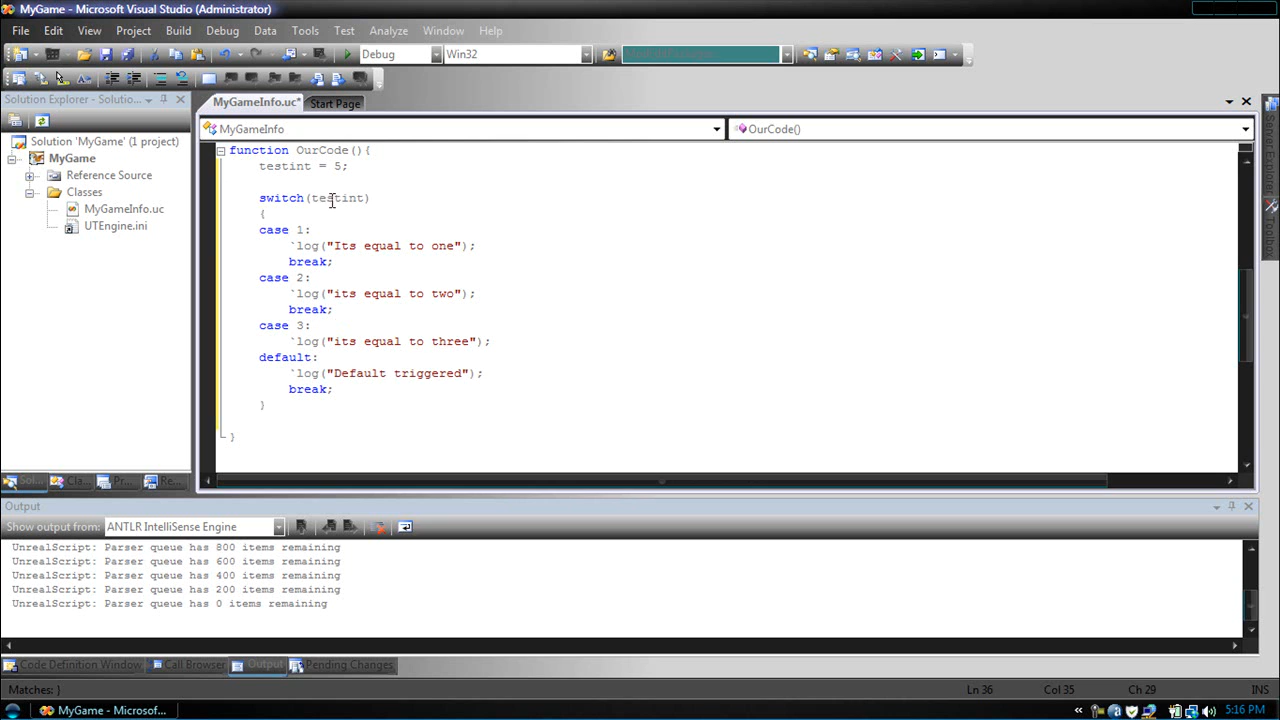 MyGame - Microsoft Visual Studio (Administrator)
File Edit View Project Build Debug Data Tools Test Analyze Window Help
Debug Win32
Solution Explorer - Solutio...
MyGameInfo.uc* Start Page
MyGameInfo OurCode()
Solution 'MyGame' (1 project)
MyGame
Reference Source
Classes
MyGameInfo.uc
UTEngine.ini
function OurCode(){
testint = 5;
switch(testint)
{
case 1:
`log("Its equal to one");
break;
case 2:
`log("its equal to two");
break;
case 3:
`log("its equal to three");
default:
`log("Default triggered");
break;
}
}
Server Explorer
Toolbox
Sol... Cla... Pr... Re...
Output
Show output from: ANTLR IntelliSense Engine
UnrealScript: Parser queue has 800 items remaining
UnrealScript: Parser queue has 600 items remaining
UnrealScript: Parser queue has 400 items remaining
UnrealScript: Parser queue has 200 items remaining
UnrealScript: Parser queue has 0 items remaining
Code Definition Window Call Browser Output Pending Changes
Matches: } Ln 36 Col 35 Ch 29 INS
MyGame - Microsof... « 5:16 PM